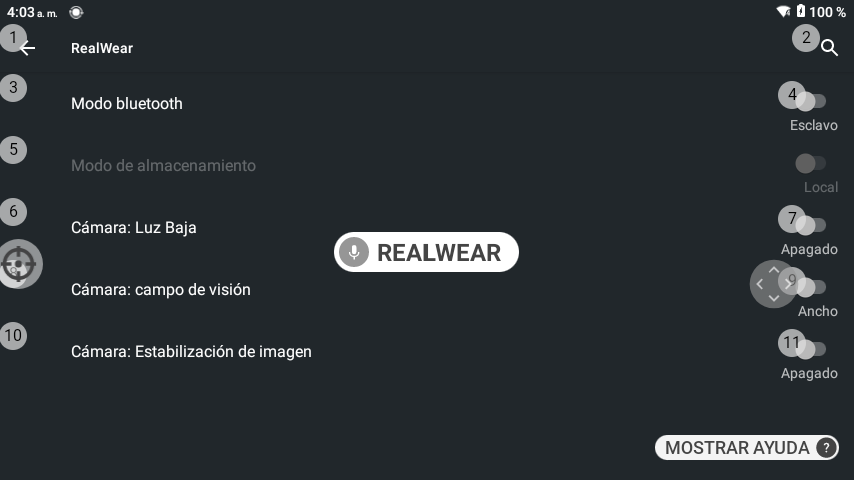 4:03 a. m.
100 %
1
RealWear
2
3
Modo bluetooth
4
Esclavo
5
Modo de almacenamiento
Local
6
Cámara: Luz Baja
7
Apagado
REALWEAR
Cámara: campo de visión
9
Ancho
10
Cámara: Estabilización de imagen
11
Apagado
MOSTRAR AYUDA ?